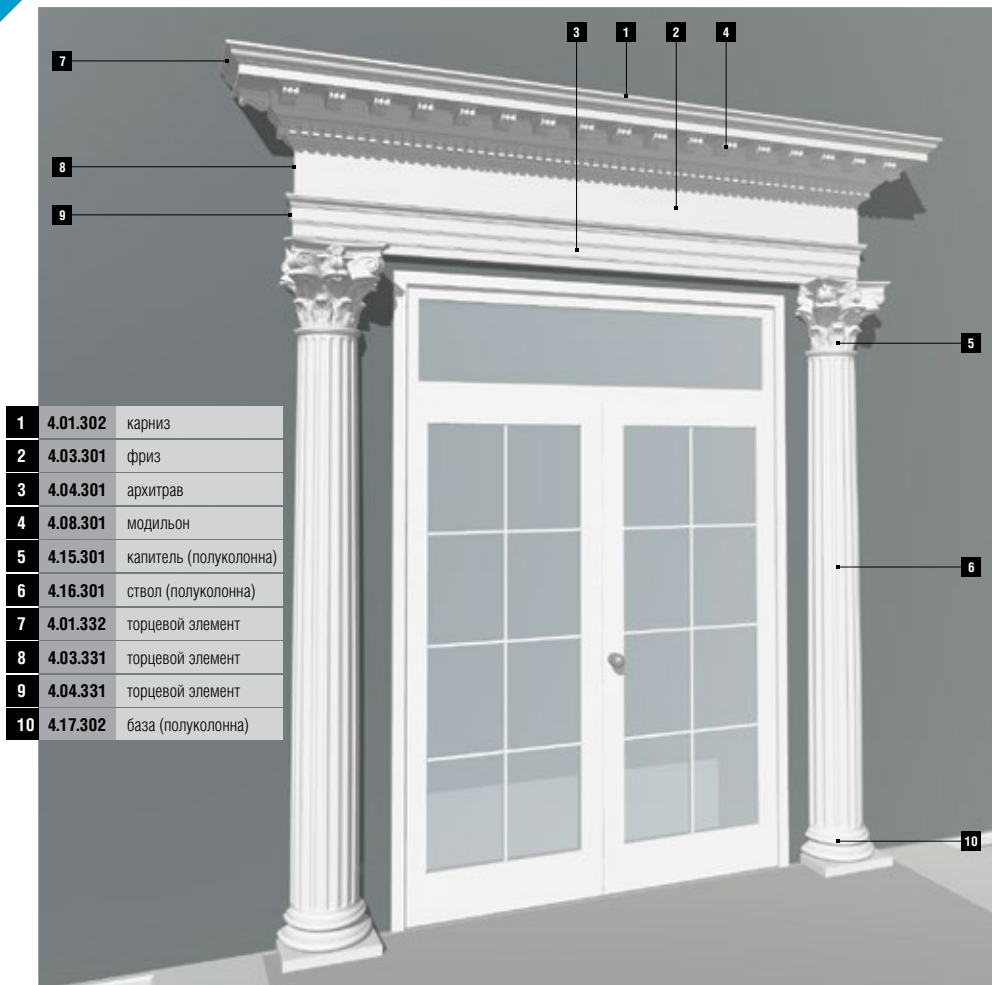 3 1 2 4
7
8
9
5
1 4.01.302 карниз
2 4.03.301 фриз
3 4.04.301 архитрав
4 4.08.301 модильон
5 4.15.301 капитель (полуколонна)
6 4.16.301 ствол (полуколонна)
7 4.01.332 торцевой элемент
8 4.03.331 торцевой элемент
9 4.04.331 торцевой элемент
10 4.17.302 база (полуколонна)
6
10